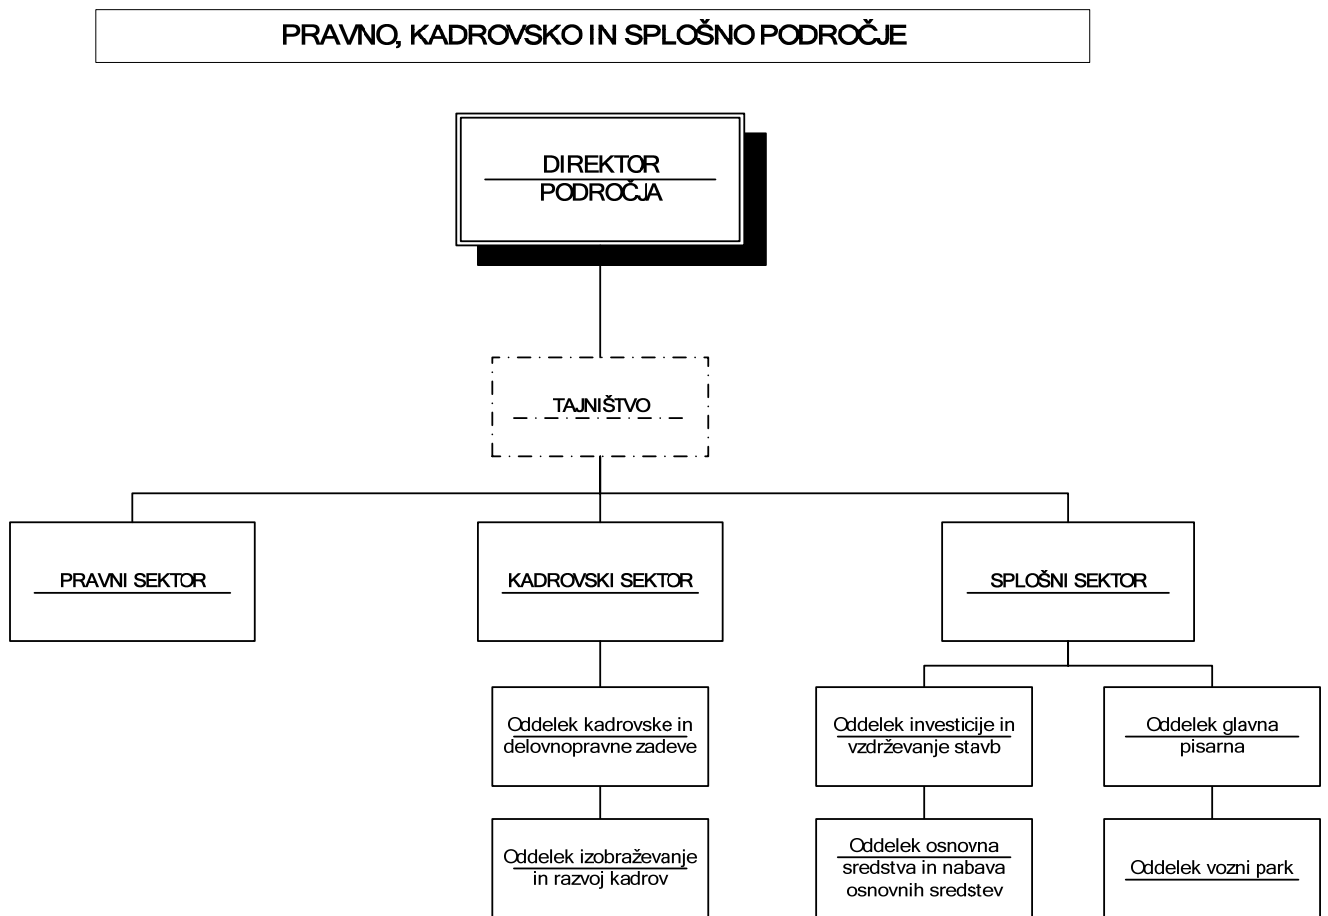 PRAVNO, KADROVSKO IN SPLOŠNO PODROČJE
DIREKTOR
PODROČJA
TAJNIŠTVO
PRAVNI SEKTOR
KADROVSKI SEKTOR
SPLOŠNI SEKTOR
Oddelek kadrovske in
delovnopravne zadeve
Oddelek investicije in
vzdrževanje stavb
Oddelek glavna
pisarna
Oddelek izobraževanje
in razvoj kadrov
Oddelek osnovna
sredstva in nabava
osnovnih sredstev
Oddelek vozni park